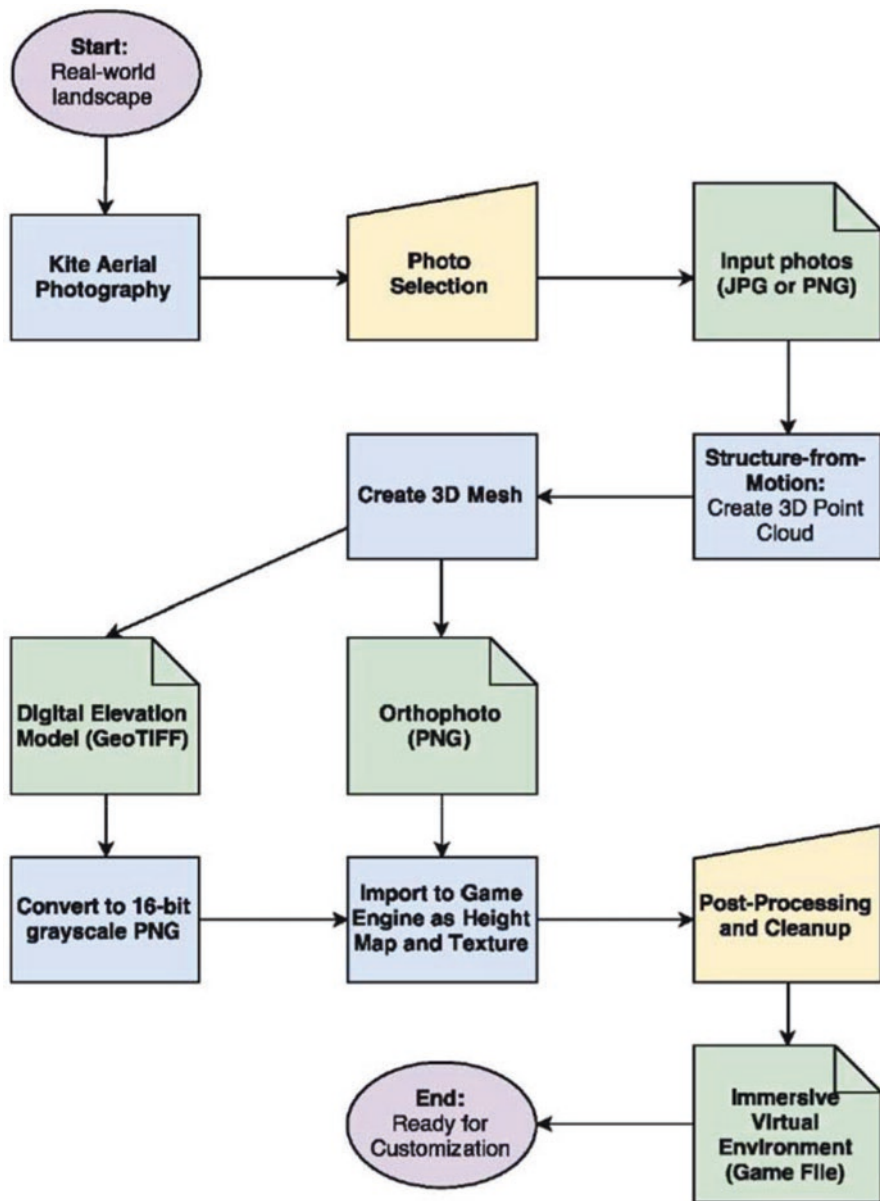 Start:
Real-world
landscape
Kite Aerial
Photography
Photo
Selection
Input photos
(JPG or PNG)
Structure-from-
Motion:
Create 3D Point
Cloud
Create 3D Mesh
Digital Elevation
Model (GeoTIFF)
Orthophoto
(PNG)
Convert to 16-bit
grayscale PNG
Import to Game
Engine as Height
Map and Texture
Post-Processing
and Cleanup
Immersive
Virtual
Environment
(Game File)
End:
Ready for
Customization